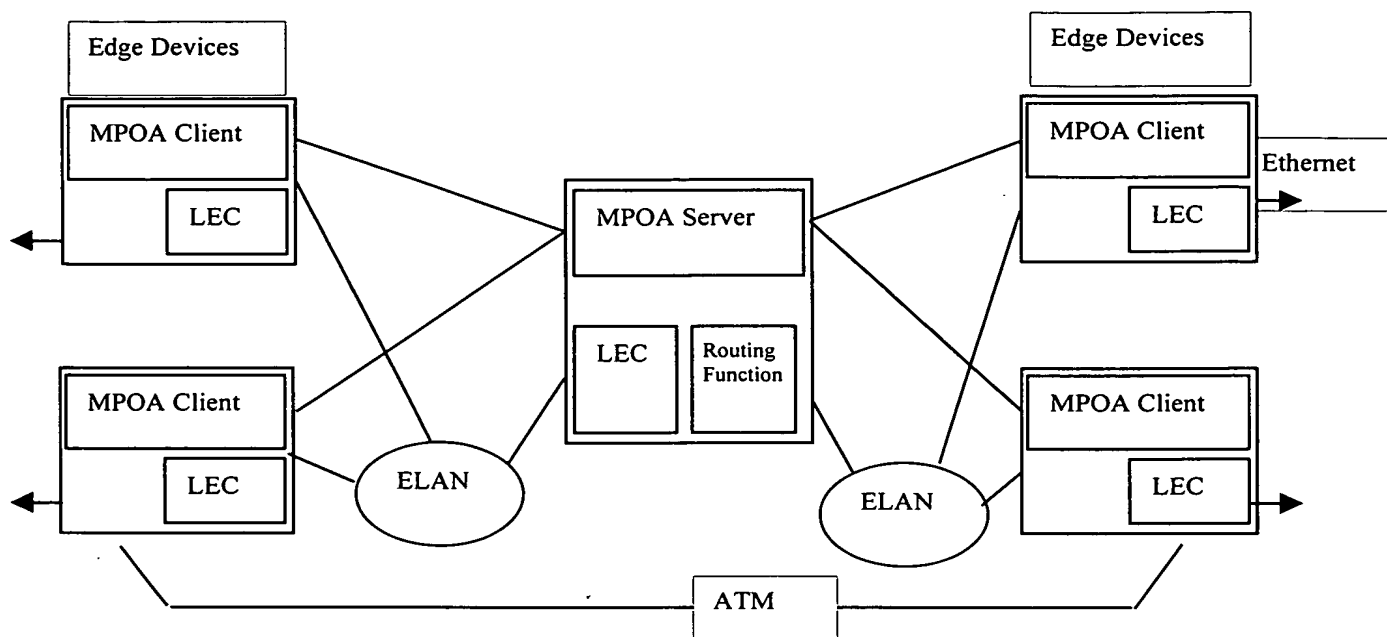 Edge Devices
Edge Devices
MPOA Client
MPOA Client
Ethernet
LEC
MPOA Server
LEC
LEC
Routing
Function
MPOA Client
MPOA Client
LEC
ELAN
ELAN
LEC
ATM